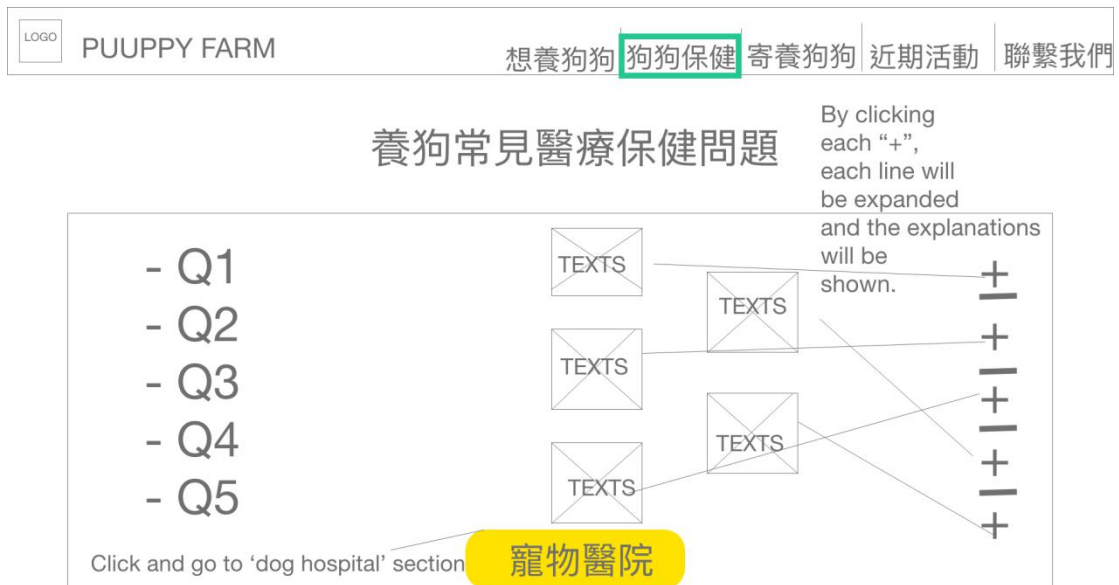 LOGO
PUUPPY FARM
想養狗狗
狗狗保健
寄養狗狗
近期活動
聯繫我們
養狗常見醫療保健問題
By clicking
each “+”,
each line will
be expanded
and the explanations
will be
shown.
- Q1
- Q2
- Q3
- Q4
- Q5
TEXTS
TEXTS
TEXTS
TEXTS
TEXTS
+
+
+
+
+
Click and go to ‘dog hospital’ section
寵物醫院